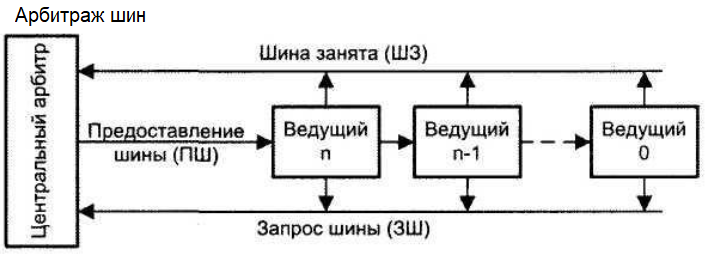 Арбитраж шин
Центральный арбитр
Шина занята (ШЗ)
Предоставление
шины (ПШ)
Ведущий
n
Ведущий
n-1
Ведущий
0
Запрос шины (ЗШ)